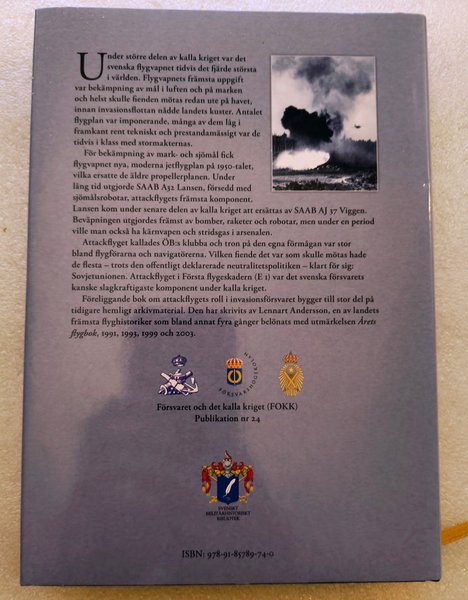 Under större delen av kalla kriget var det
svenska flygvapnet tidvis det fjärde största
i världen. Flygvapnets främsta uppgift
var bekämpning av mål i luften och på marken
och helst skulle fienden mötas redan ute på havet,
innan invasionsflottan nådde landets kuster. Antalet
flygplan var imponerande, många av dem låg i
framkant rent tekniskt och prestandamässigt var de
tidvis i klass med stormakternas.
För bekämpning av mark- och sjömål fick
flygvapnet nya, moderna jetflygplan på 1950-talet,
vilka ersatte de äldre propellerplanen. Under
lång tid utgjorde SAAB A32 Lansen, försedd med
sjömålsrobotar, attackflygets främsta komponent.
Lansen kom under senare delen av kalla kriget att ersättas av SAAB AJ 37 Viggen.
Beväpningen utgjordes främst av bomber, raketer och robotar, men under en period
ville man också ha kärnvapen och stridsgas i arsenalen.
Attackflyget kallades ÖB:s klubba och tron på den egna förmågan var stor
bland flygförarna och navigatörerna. Vilken fiende det var som skulle mötas hade
de flesta – trots den offentligt deklarerade neutralitetspolitiken – klart för sig:
Sovjetunionen. Attackflyget i Första flygeskadern (E 1) var det svenska försvarets
kanske slagkraftigaste komponent under kalla kriget.
Föreliggande bok om attackflygets roll i invasionsförsvaret bygger till stor del på
tidigare hemligt arkivmaterial. Den har skrivits av Lennart Andersson, en av landets
främsta flyghistoriker som bland annat fyra gånger belönats med utmärkelsen Årets
flygbok, 1991, 1993, 1999 och 2003.
FÖRSVARSHÖGSKOLAN
Försvaret och det kalla kriget (FOKK)
Publikation nr 24
SVENSKT
MILITÄRHISTORISKT
BIBLIOTEK
ISBN: 978-91-85789-74-0